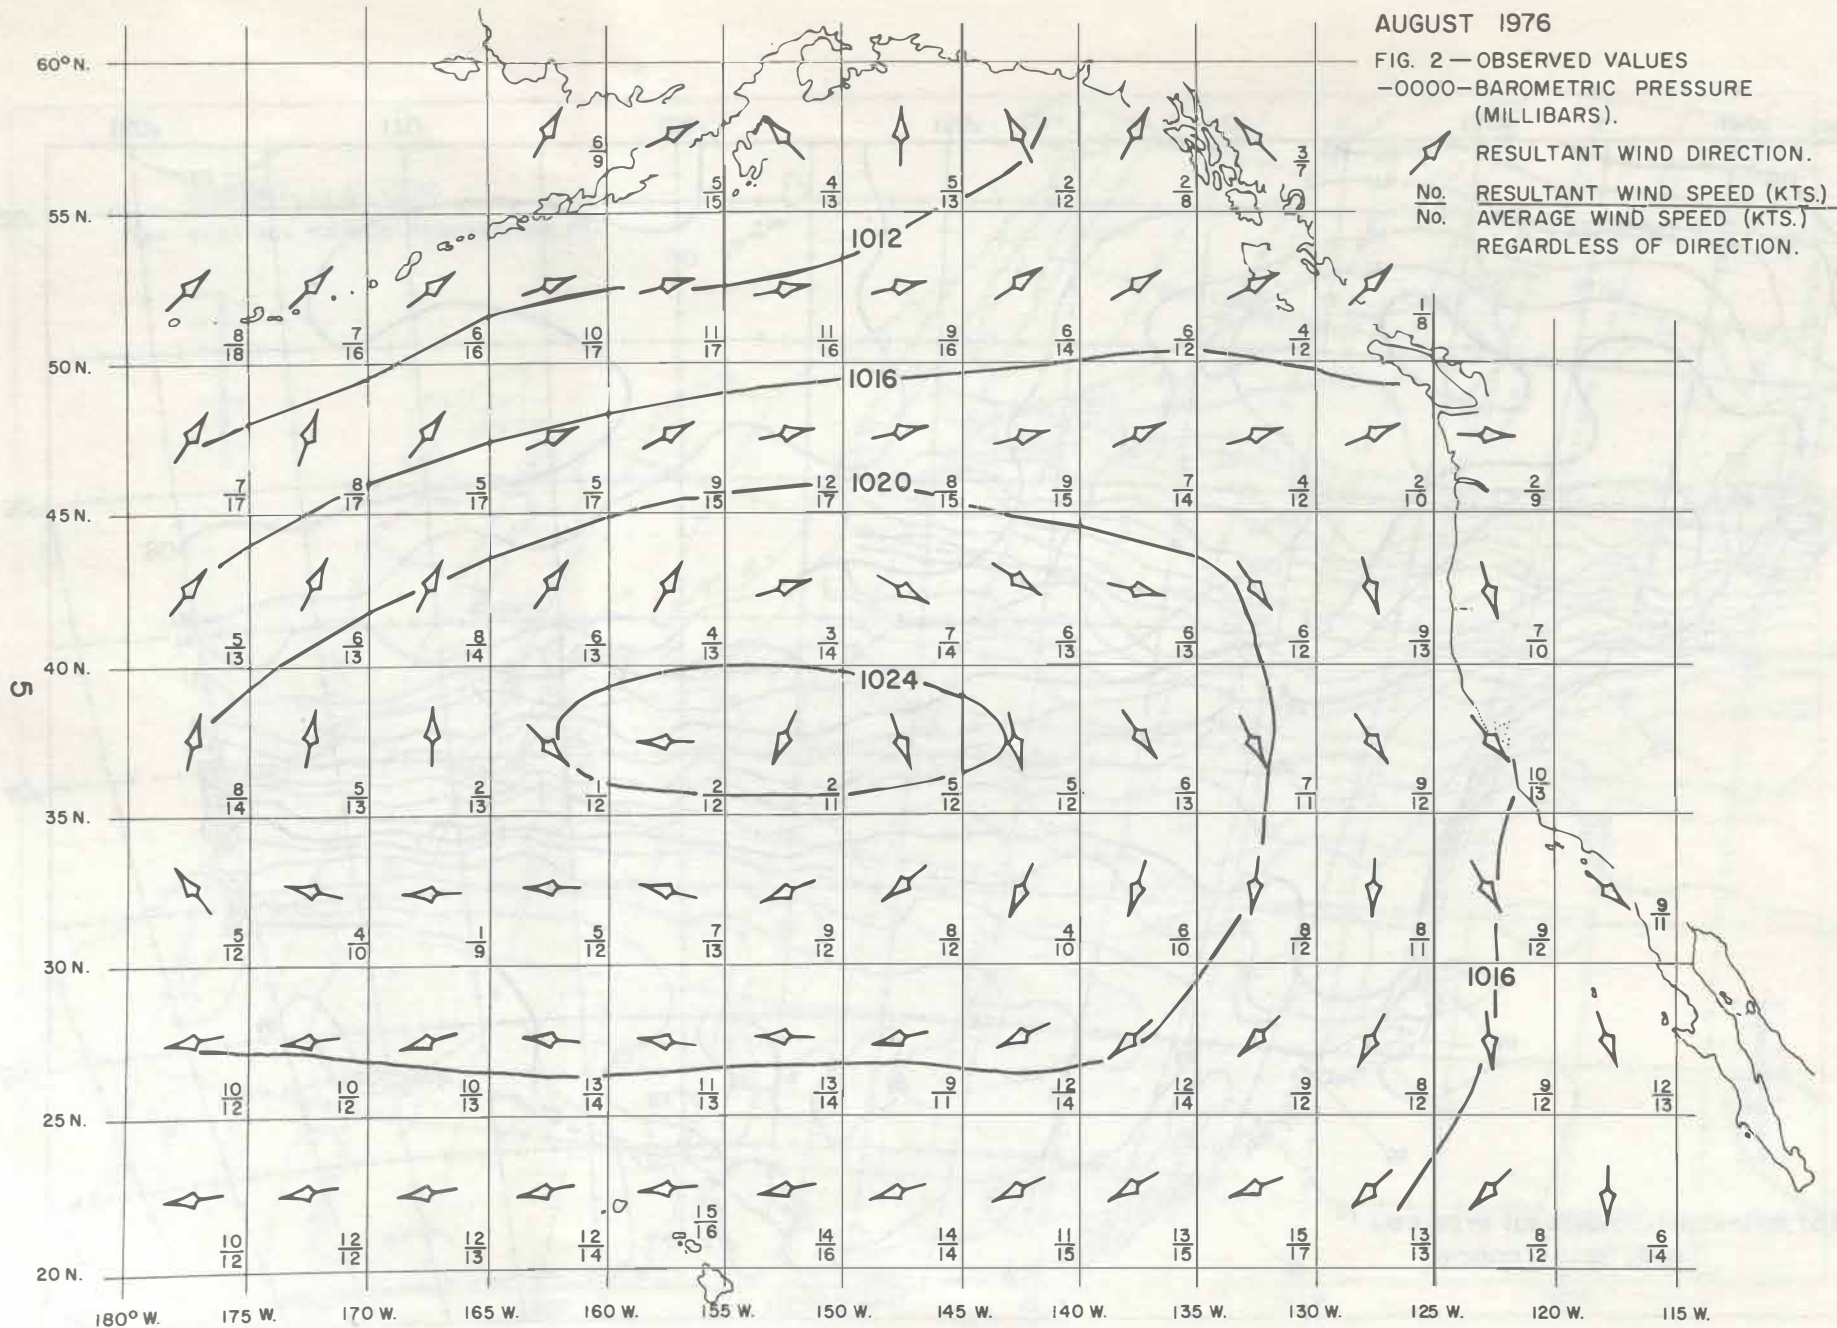 AUGUST 1976
FIG. 2 — OBSERVED VALUES
-0000- BAROMETRIC PRESSURE
(MILLIBARS).
RESULTANT WIND DIRECTION.
No. RESULTANT WIND SPEED (KTS.)
No. AVERAGE WIND SPEED (KTS.)
REGARDLESS OF DIRECTION.
60° N.
6/9 5/15 4/13 5/13 2/12 2/8 3/7
55 N.
1012
8/18 7/16 6/16 10/17 11/17 11/16 9/16 6/14 6/12 4/12 1/8
50 N.
1016
7/17 8/17 5/17 5/17 9/15 12/17 1020 8/15 9/15 7/14 4/12 2/10 2/9
45 N.
5/13 6/13 8/14 6/13 4/13 3/14 7/14 6/13 6/13 6/12 9/13 7/10
40 N.
1024
5
8/14 5/13 2/13 1/12 2/12 2/11 5/12 5/12 6/13 7/11 9/12 10/13
35 N.
5/12 4/10 1/9 5/12 7/13 9/12 8/12 4/10 6/10 8/12 8/11 9/12 9/11
30 N.
1016
10/12 10/12 10/13 13/14 11/13 13/14 9/11 12/14 12/14 9/12 8/12 9/12 12/13
25 N.
10/12 12/12 12/13 12/14 15/16 14/16 14/14 11/15 13/15 15/17 13/13 8/12 6/14
20 N.
180° W. 175 W. 170 W. 165 W. 160 W. 155 W. 150 W. 145 W. 140 W. 135 W. 130 W. 125 W. 120 W. 115 W.